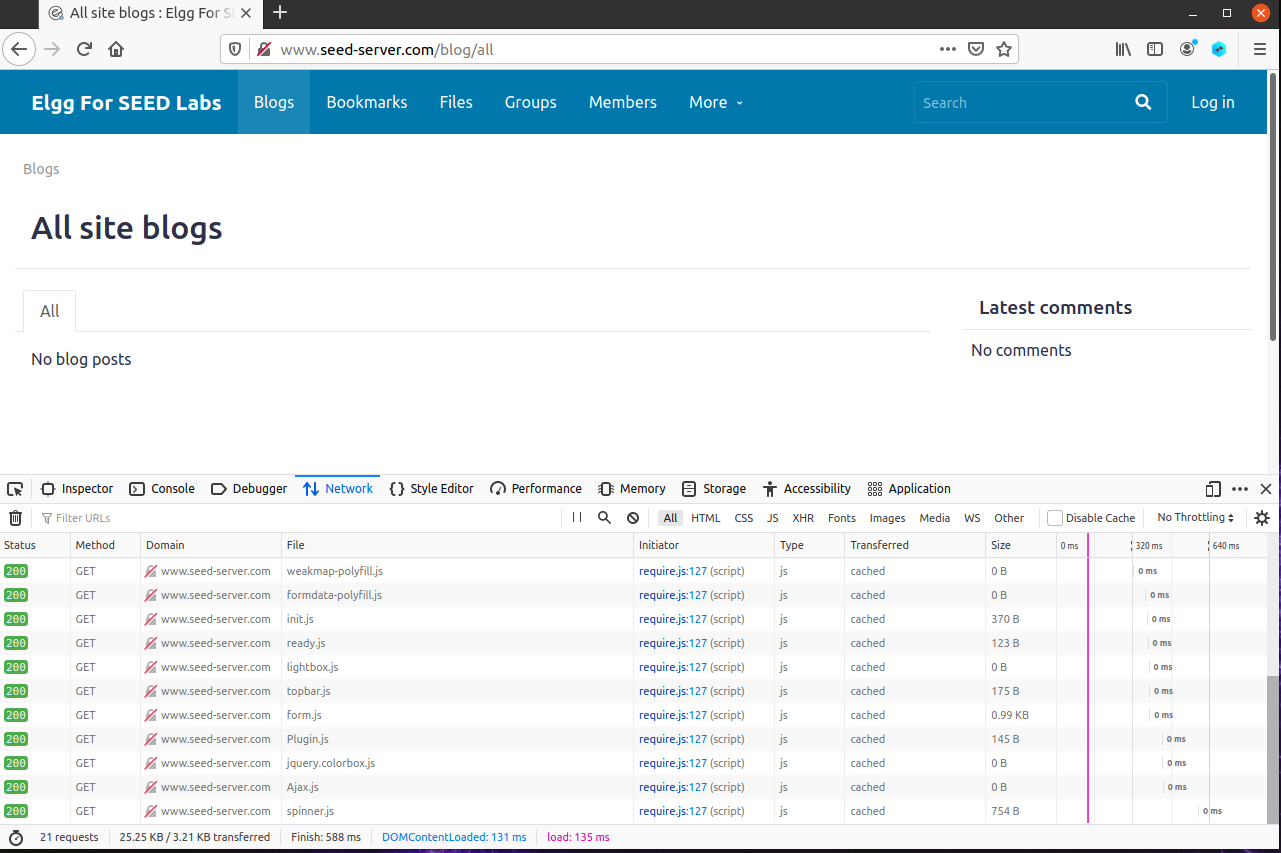 All site blogs : Elgg For S
www.seed-server.com/blog/all
Elgg For SEED Labs Blogs Bookmarks Files Groups Members More Search Log in
Blogs
All site blogs
All
Latest comments
No blog posts
No comments
Inspector Console Debugger Network Style Editor Performance Memory Storage Accessibility Application
Filter URLs All HTML CSS JS XHR Fonts Images Media WS Other Disable Cache No Throttling
Status Method Domain File Initiator Type Transferred Size 0 ms 320 ms 640 ms
200 GET www.seed-server.com weakmap-polyfill.js require.js:127 (script) js cached 0 B 0 ms
200 GET www.seed-server.com formdata-polyfill.js require.js:127 (script) js cached 0 B 0 ms
200 GET www.seed-server.com init.js require.js:127 (script) js cached 370 B 0 ms
200 GET www.seed-server.com ready.js require.js:127 (script) js cached 123 B 0 ms
200 GET www.seed-server.com lightbox.js require.js:127 (script) js cached 0 B 0 ms
200 GET www.seed-server.com topbar.js require.js:127 (script) js cached 175 B 0 ms
200 GET www.seed-server.com form.js require.js:127 (script) js cached 0.99 KB 0 ms
200 GET www.seed-server.com Plugin.js require.js:127 (script) js cached 145 B 0 ms
200 GET www.seed-server.com jquery.colorbox.js require.js:127 (script) js cached 0 B 0 ms
200 GET www.seed-server.com Ajax.js require.js:127 (script) js cached 0 B 0 ms
200 GET www.seed-server.com spinner.js require.js:127 (script) js cached 754 B 0 ms
21 requests 25.25 KB / 3.21 KB transferred Finish: 588 ms DOMContentLoaded: 131 ms load: 135 ms